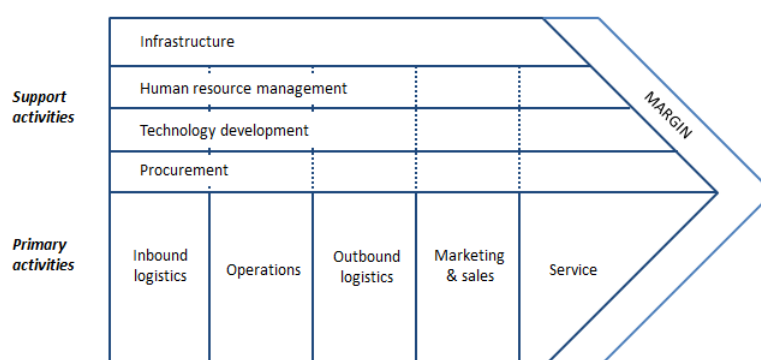 Infrastructure
Support
activities
Human resource management
Technology development
Procurement
MARGIN
Primary
activities
Inbound
logistics
Operations
Outbound
logistics
Marketing
& sales
Service